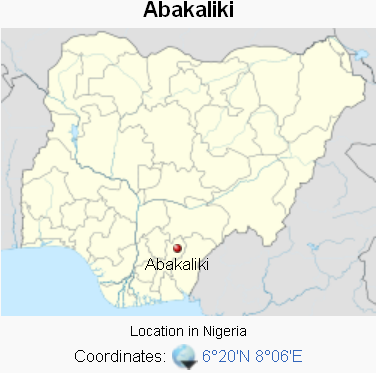 Abakaliki
Abakaliki
Location in Nigeria
Coordinates: 6°20′N 8°06′E